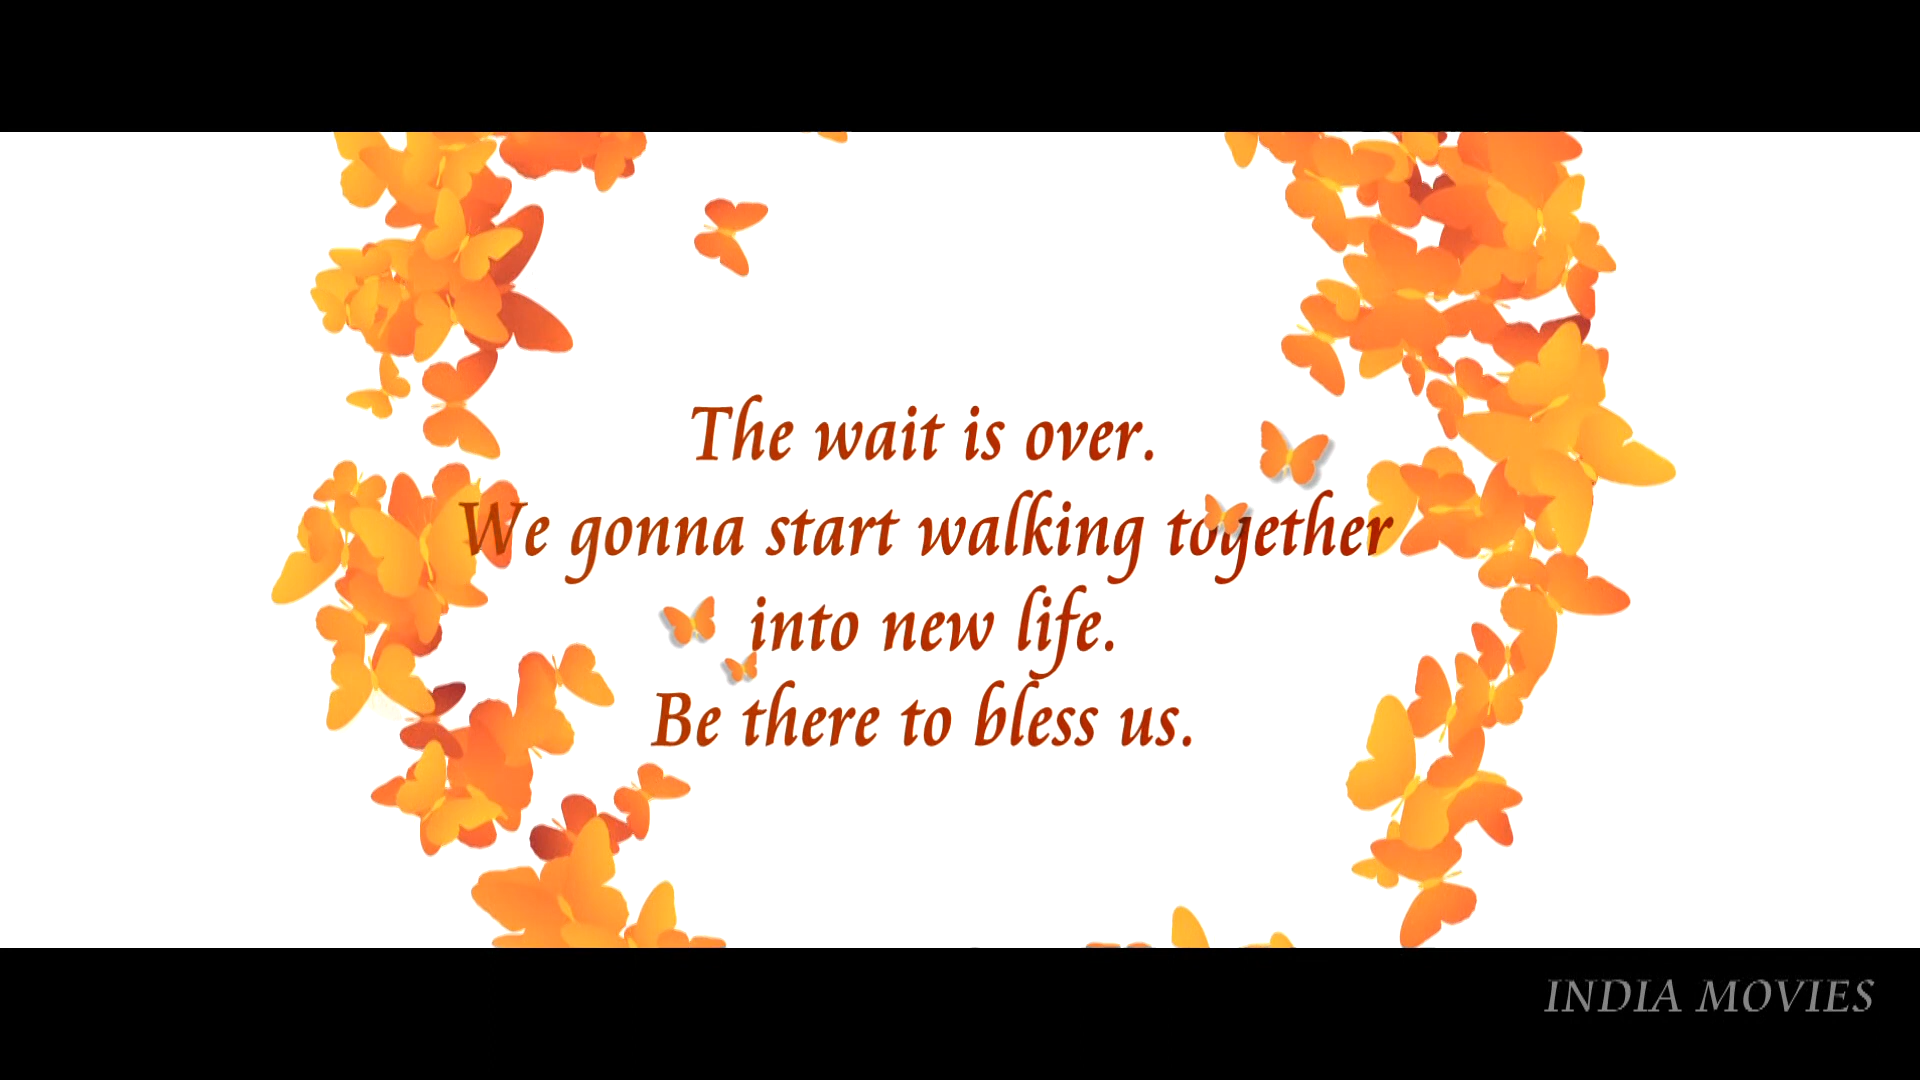 The wait is over.
We gonna start walking together
into new life.
Be there to bless us.
INDIA MOVIES